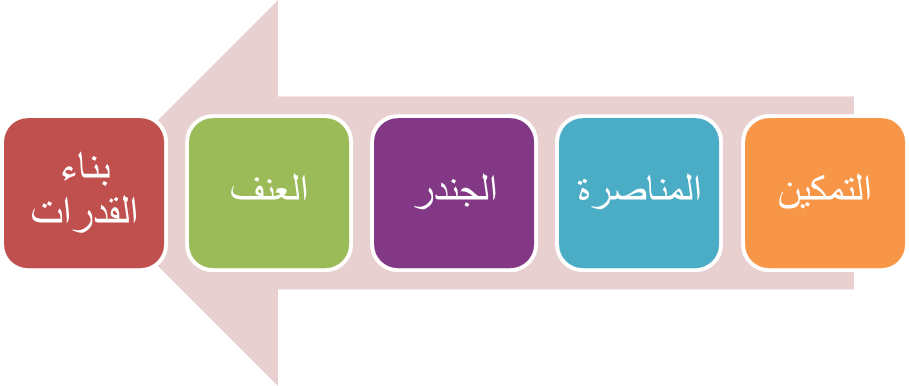 التمكين
المناصرة
الجندر
العنف
بناء
القدرات